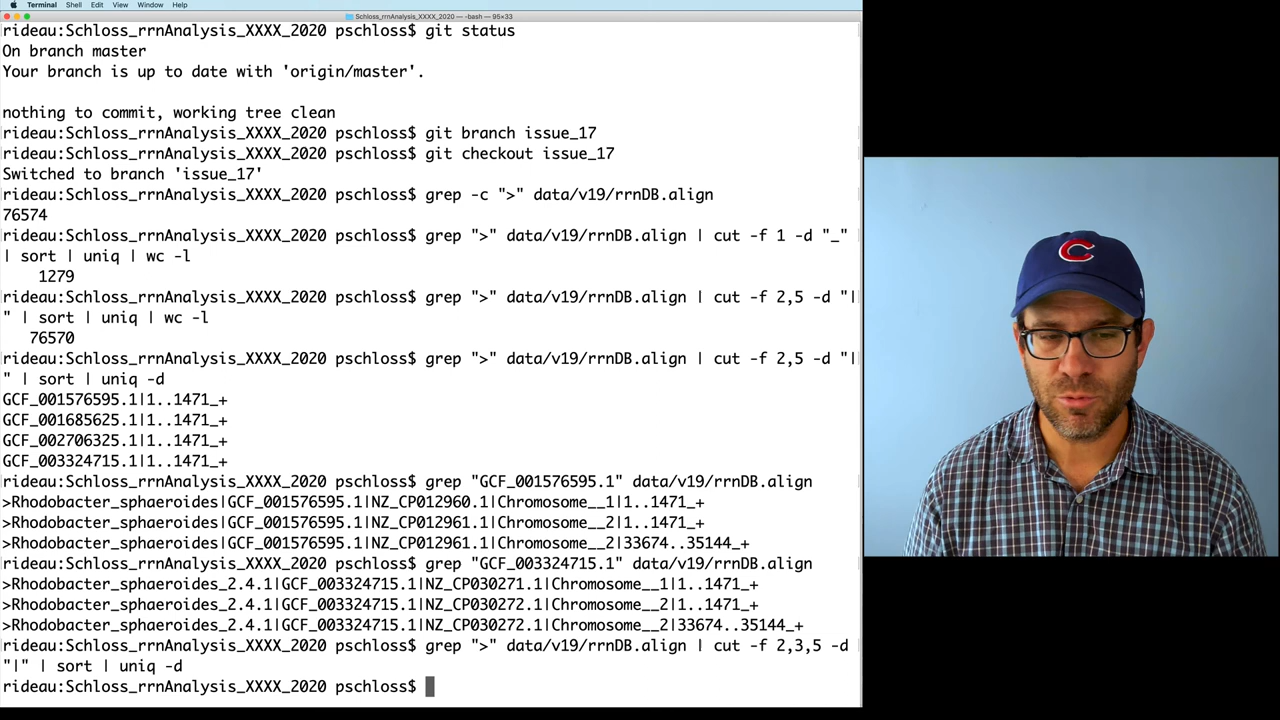 Terminal Shell Edit View Window Help
Schloss_rrnAnalysis_XXXX_2020 — -bash — 95×33
rideau:Schloss_rrnAnalysis_XXXX_2020 pschloss$ git status
On branch master
Your branch is up to date with 'origin/master'.
nothing to commit, working tree clean
rideau:Schloss_rrnAnalysis_XXXX_2020 pschloss$ git branch issue_17
rideau:Schloss_rrnAnalysis_XXXX_2020 pschloss$ git checkout issue_17
Switched to branch 'issue_17'
rideau:Schloss_rrnAnalysis_XXXX_2020 pschloss$ grep -c ">" data/v19/rrnDB.align
76574
rideau:Schloss_rrnAnalysis_XXXX_2020 pschloss$ grep ">" data/v19/rrnDB.align | cut -f 1 -d "_"
| sort | uniq | wc -l
1279
rideau:Schloss_rrnAnalysis_XXXX_2020 pschloss$ grep ">" data/v19/rrnDB.align | cut -f 2,5 -d "|
" | sort | uniq | wc -l
76570
rideau:Schloss_rrnAnalysis_XXXX_2020 pschloss$ grep ">" data/v19/rrnDB.align | cut -f 2,5 -d "|
" | sort | uniq -d
GCF_001576595.1|1..1471_+
GCF_001685625.1|1..1471_+
GCF_002706325.1|1..1471_+
GCF_003324715.1|1..1471_+
rideau:Schloss_rrnAnalysis_XXXX_2020 pschloss$ grep "GCF_001576595.1" data/v19/rrnDB.align
>Rhodobacter_sphaeroides|GCF_001576595.1|NZ_CP012960.1|Chromosome__1|1..1471_+
>Rhodobacter_sphaeroides|GCF_001576595.1|NZ_CP012961.1|Chromosome__2|1..1471_+
>Rhodobacter_sphaeroides|GCF_001576595.1|NZ_CP012961.1|Chromosome__2|33674..35144_+
rideau:Schloss_rrnAnalysis_XXXX_2020 pschloss$ grep "GCF_003324715.1" data/v19/rrnDB.align
>Rhodobacter_sphaeroides_2.4.1|GCF_003324715.1|NZ_CP030271.1|Chromosome__1|1..1471_+
>Rhodobacter_sphaeroides_2.4.1|GCF_003324715.1|NZ_CP030272.1|Chromosome__2|1..1471_+
>Rhodobacter_sphaeroides_2.4.1|GCF_003324715.1|NZ_CP030272.1|Chromosome__2|33674..35144_+
rideau:Schloss_rrnAnalysis_XXXX_2020 pschloss$ grep ">" data/v19/rrnDB.align | cut -f 2,3,5 -d
"|" | sort | uniq -d
rideau:Schloss_rrnAnalysis_XXXX_2020 pschloss$
C